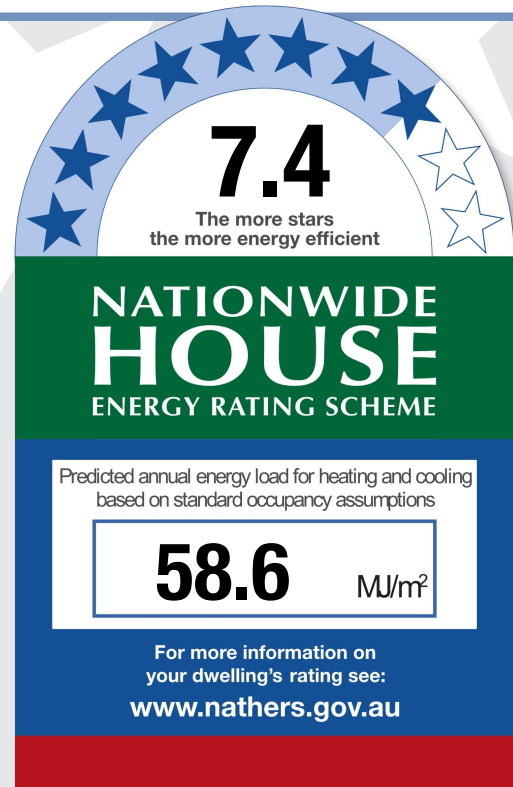 7.4
The more stars
the more energy efficient
NATIONWIDE
HOUSE
ENERGY RATING SCHEME
Predicted annual energy load for heating and cooling
based on standard occupancy assumptions
58.6 MJ/m²
For more information on
your dwelling's rating see:
www.nathers.gov.au